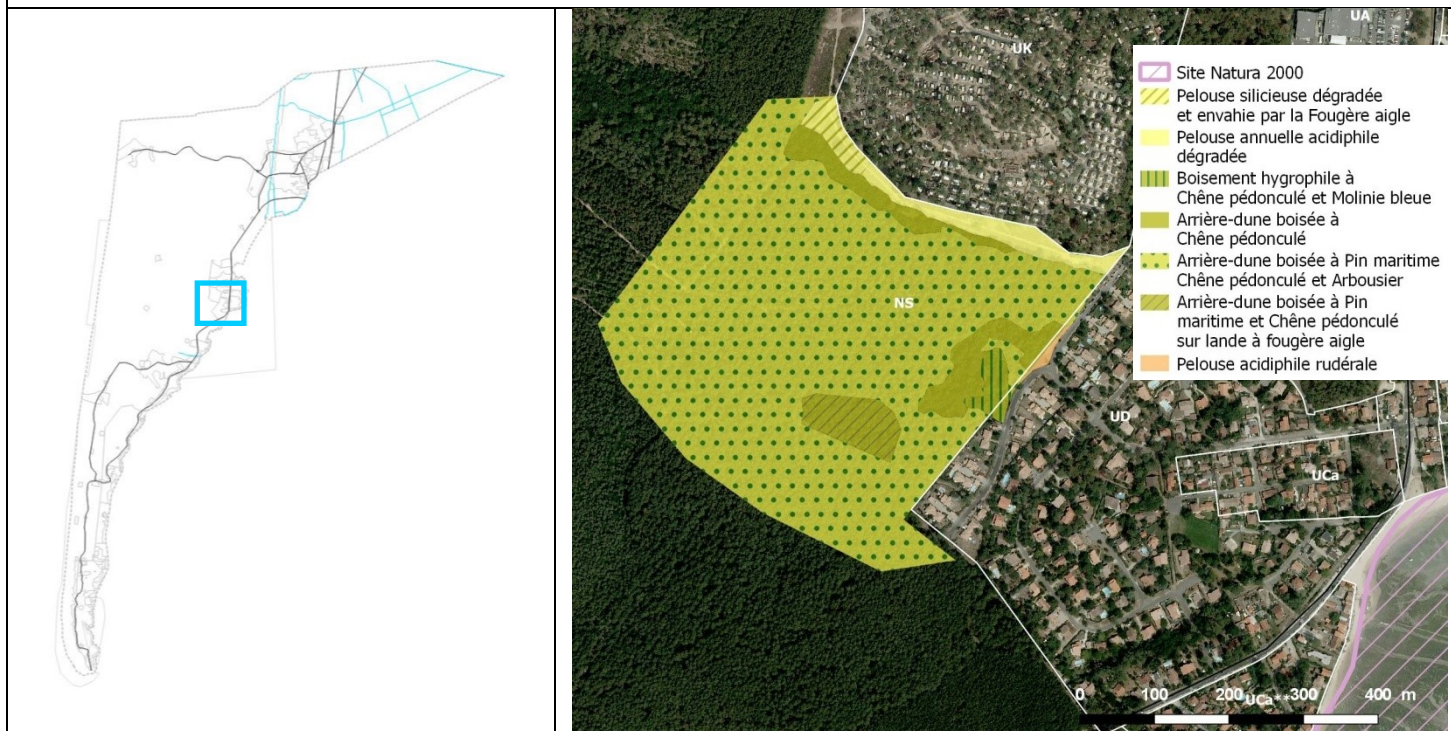 UA
UK
Site Natura 2000
Pelouse silicieuse dégradée
et envahie par la Fougère aigle
Pelouse annuelle acidiphile
dégradée
Boisement hygrophile à
Chêne pédonculé et Molinie bleue
Arrière-dune boisée à
Chêne pédonculé
Arrière-dune boisée à Pin maritime
Chêne pédonculé et Arbousier
Arrière-dune boisée à Pin
maritime et Chêne pédonculé
sur lande à fougère aigle
Pelouse acidiphile rudérale
NS
UD
UCa
UCa**
0 100 200 300 400 m